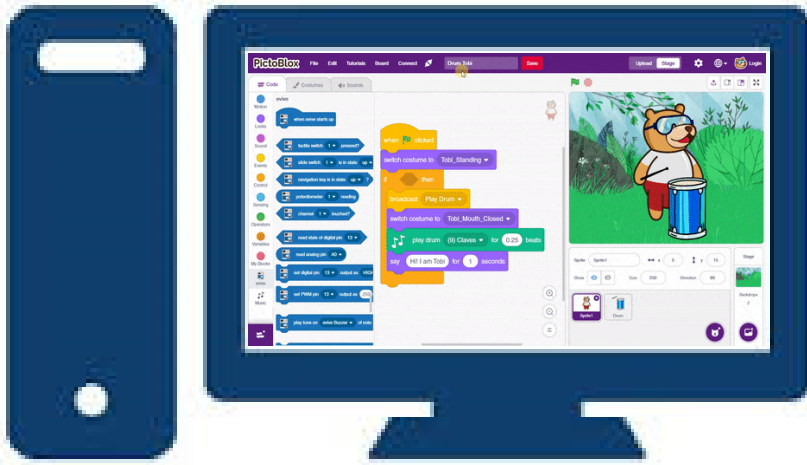 PictoBlox File Edit Tutorials Board Connect Drum Tobi Save Upload Stage Login
Code Costumes Sounds
Motion
Looks
Sound
Events
Control
Sensing
Operators
Variables
My Blocks
evive
Music
evive
when evive starts up
tactile switch 1 pressed?
slide switch 1 is in state up
navigation key is in state up ?
potentiometer 1 reading
channel 1 touched?
read state of digital pin 13
read analog pin A0
set digital pin 13 output as HIGH
set PWM pin 13 output as
play tone on evive Buzzer of note
when clicked
switch costume to Tobi_Standing
if then
broadcast Play Drum
switch costume to Tobi_Mouth_Closed
play drum (9) Claves for 0.25 beats
say Hi! I am Tobi for 1 seconds
Sprite Sprite1 x y
Show Size Direction
Sprite1 Drum
Stage
Backdrops